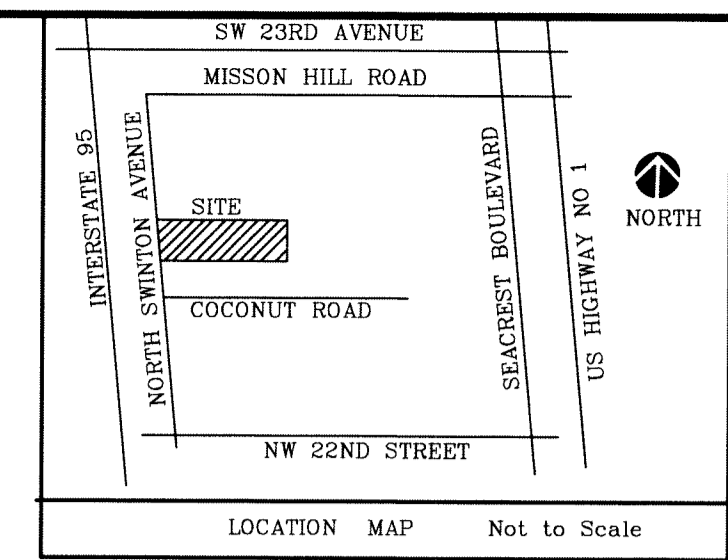 SW 23RD AVENUE
MISSON HILL ROAD
INTERSTATE 95
NORTH SWINTON AVENUE
SITE
SEACREST BOULEVARD
US HIGHWAY NO 1
NORTH
COCONUT ROAD
NW 22ND STREET
LOCATION MAP Not to Scale